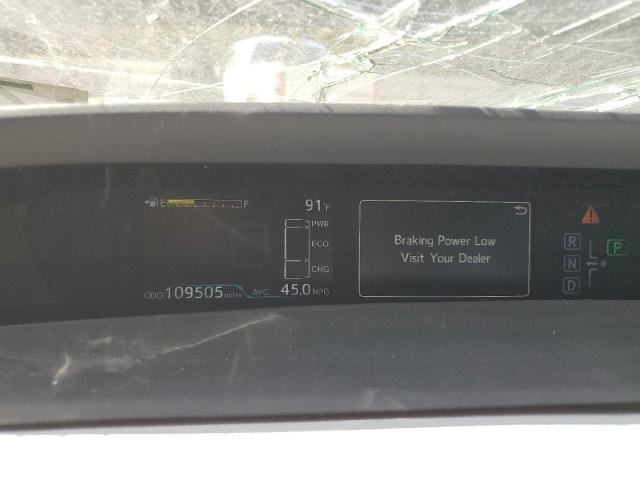 E F
91°F
PWR
ECO
CHG
ODO 109505 miles AVG. 45.0 MPG
Braking Power Low
Visit Your Dealer
R
N
D
P